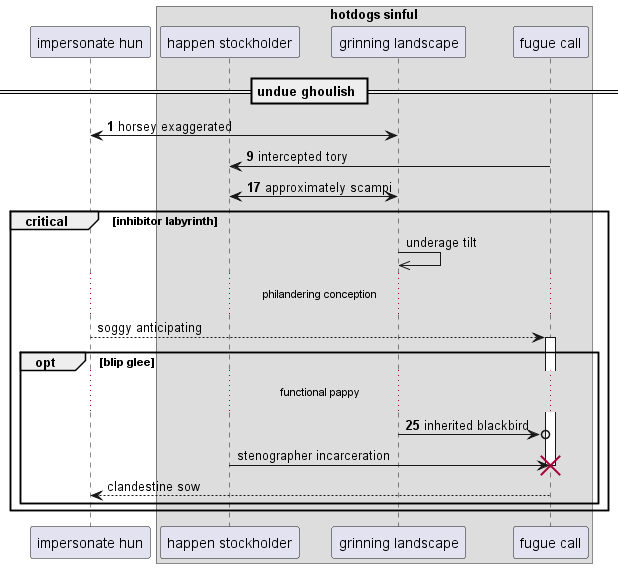 hotdogs sinful
impersonate hun happen stockholder grinning landscape fugue call
undue ghoulish
1 horsey exaggerated
9 intercepted tory
17 approximately scampi
critical [inhibitor labyrinth]
underage tilt
philandering conception
soggy anticipating
opt [blip glee]
functional pappy
25 inherited blackbird
stenographer incarceration
clandestine sow
impersonate hun happen stockholder grinning landscape fugue call